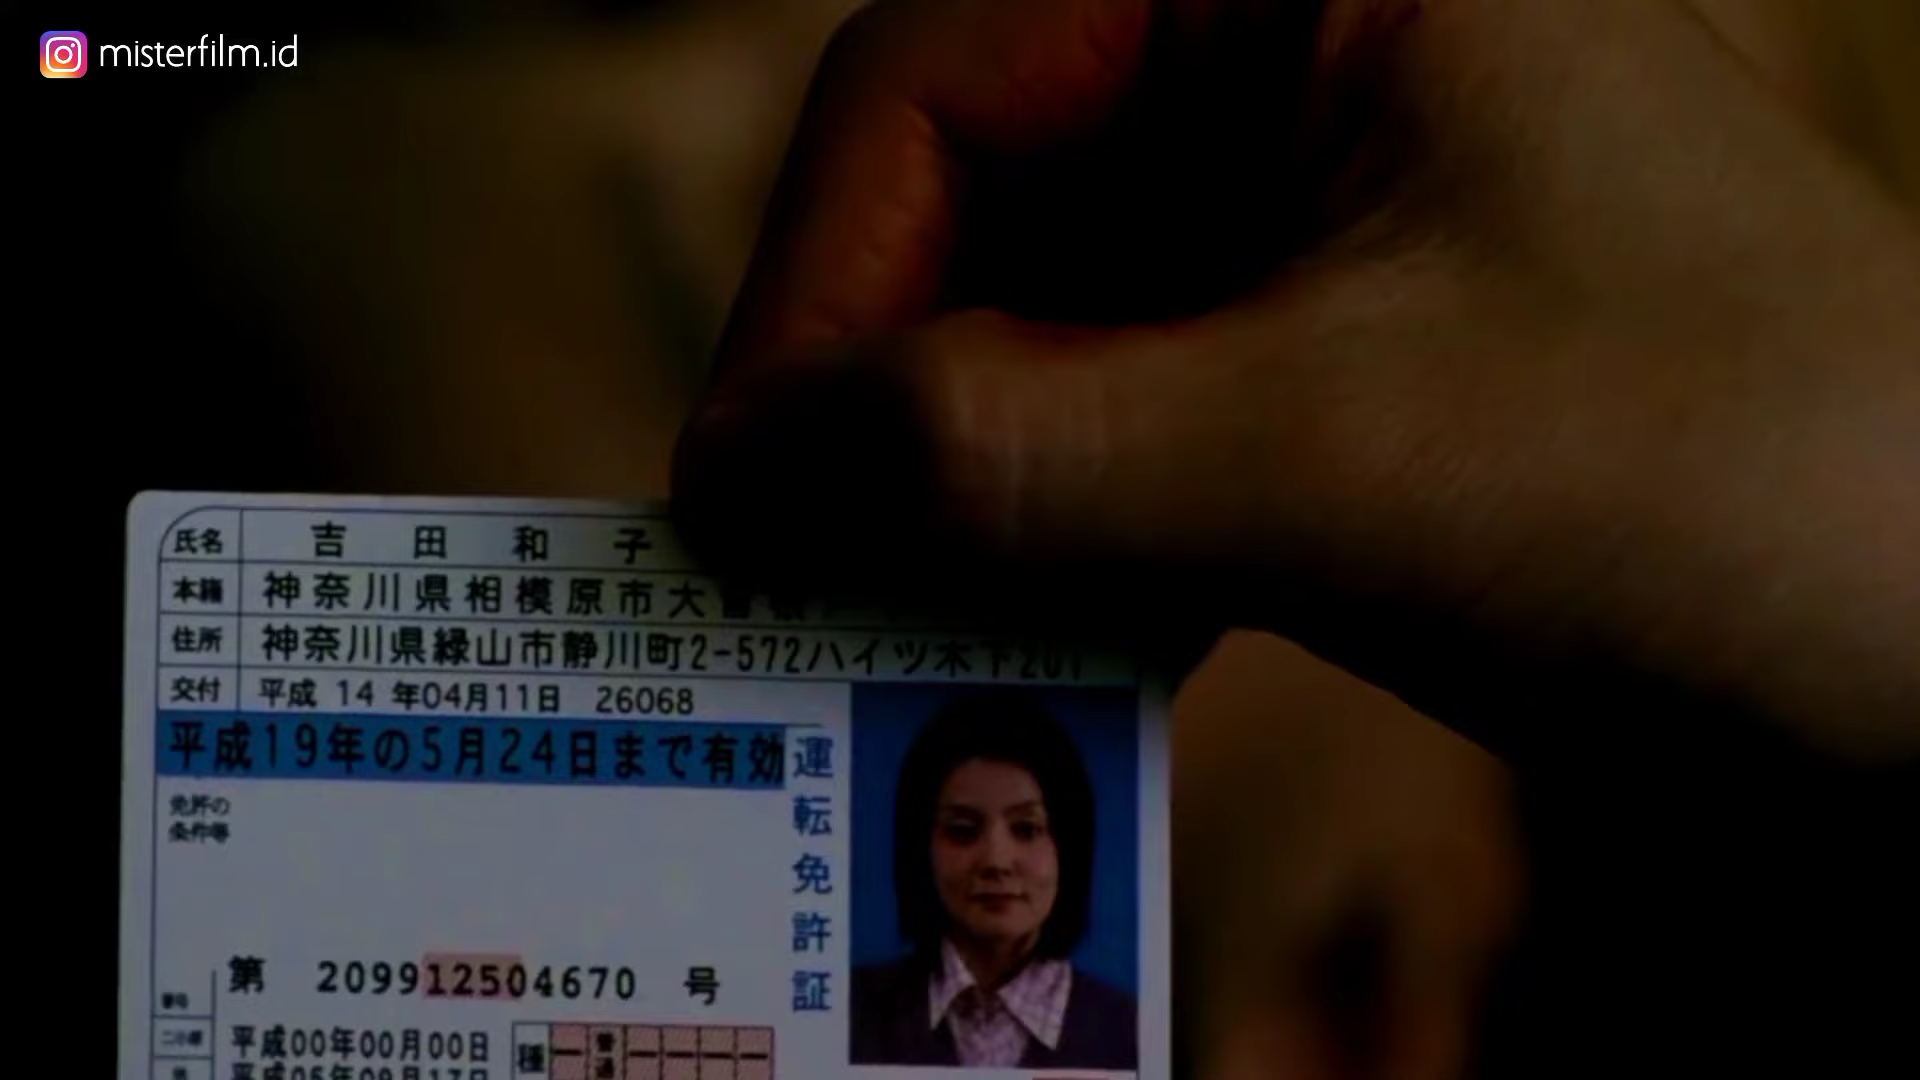 misterfilm.id
氏名 吉田和子
本籍 神奈川県相模原市大
住所 神奈川県緑山市静川町2-572ハイツ木下201
交付 平成 14 年04月11日 26068
平成19年の5月24日まで有効
運転免許証
免許の
条件等
第 209912504670 号
番号
平成00年00月00日
種 普通